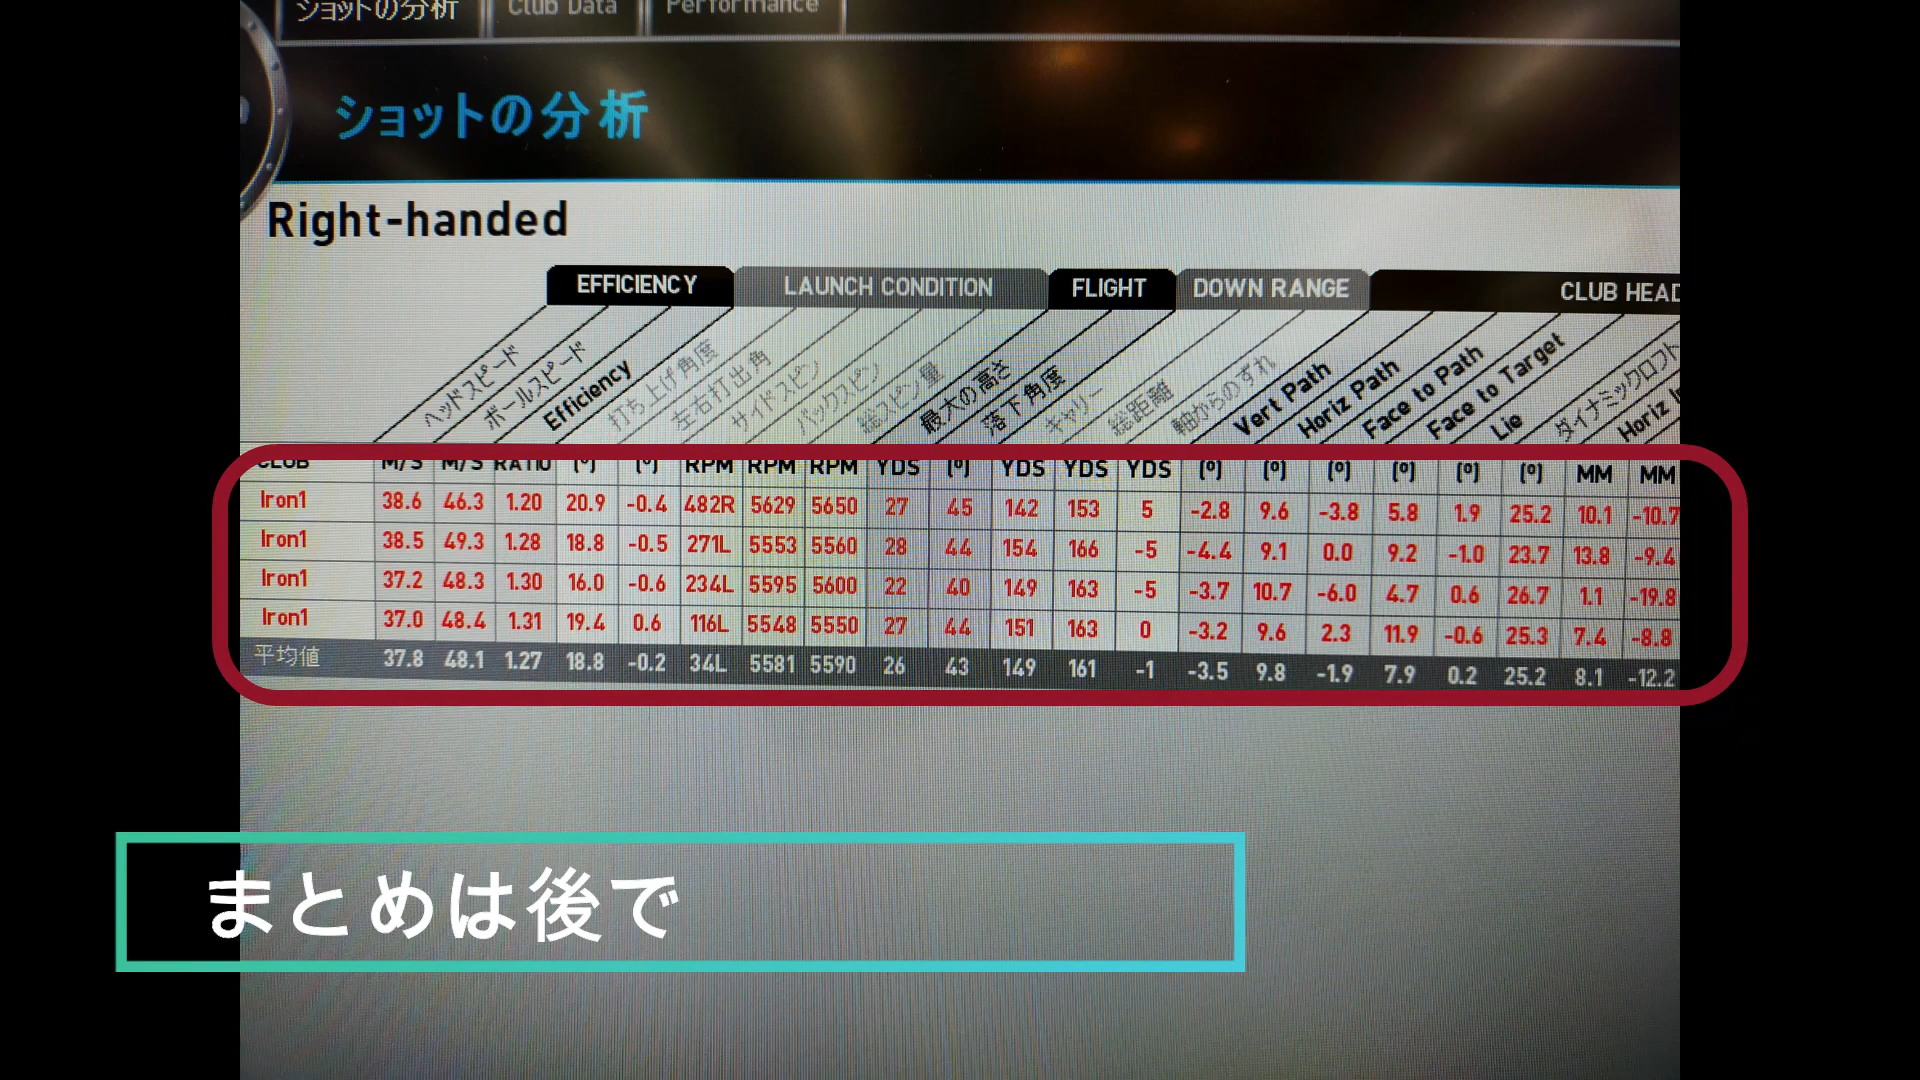 ショットの分析 Club Data Performance
ショットの分析
Right-handed
EFFICIENCY LAUNCH CONDITION FLIGHT DOWN RANGE CLUB HEAD
ヘッドスピード ボールスピード Efficiency 打ち上げ角度 左右打出角 サイドスピン バックスピン 総スピン量 最大の高さ 落下角度 キャリー 総距離 軸からのずれ Vert Path Horiz Path Face to Path Face to Target Lie ダイナミックロフト Horiz
CLUB M/S M/S RATIO (º) (º) RPM RPM RPM YDS (º) YDS YDS YDS (º) (º) (º) (º) (º) (º) MM MM
Iron1 38.6 46.3 1.20 20.9 -0.4 482R 5629 5650 27 45 142 153 5 -2.8 9.6 -3.8 5.8 1.9 25.2 10.1 -10.7
Iron1 38.5 49.3 1.28 18.8 -0.5 271L 5553 5560 28 44 154 166 -5 -4.4 9.1 0.0 9.2 -1.0 23.7 13.8 -9.4
Iron1 37.2 48.3 1.30 16.0 -0.6 234L 5595 5600 22 40 149 163 -5 -3.7 10.7 -6.0 4.7 0.6 26.7 1.1 -19.8
Iron1 37.0 48.4 1.31 19.4 0.6 116L 5548 5550 27 44 151 163 0 -3.2 9.6 2.3 11.9 -0.6 25.3 7.4 -8.8
平均値 37.8 48.1 1.27 18.8 -0.2 34L 5581 5590 26 43 149 161 -1 -3.5 9.8 -1.9 7.9 0.2 25.2 8.1 -12.2
まとめは後で